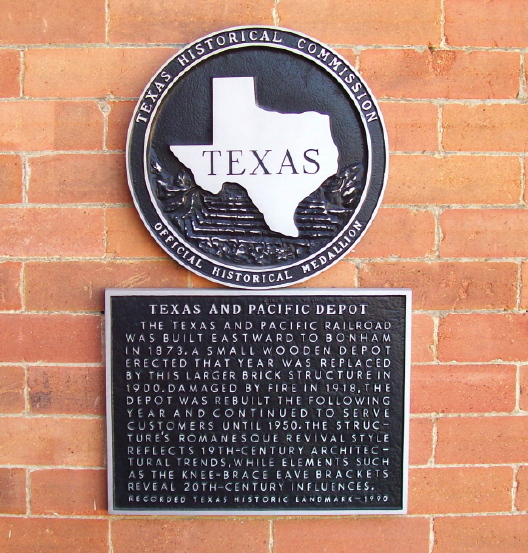 TEXAS HISTORICAL COMMISSION
TEXAS
OFFICIAL HISTORICAL MEDALLION
TEXAS AND PACIFIC DEPOT
THE TEXAS AND PACIFIC RAILROAD
WAS BUILT EASTWARD TO BONHAM
IN 1873. A SMALL WOODEN DEPOT
ERECTED THAT YEAR WAS REPLACED
BY THIS LARGER BRICK STRUCTURE IN
1900. DAMAGED BY FIRE IN 1918, THE
DEPOT WAS REBUILT THE FOLLOWING
YEAR AND CONTINUED TO SERVE
CUSTOMERS UNTIL 1950. THE STRUC-
TURE'S ROMANESQUE REVIVAL STYLE
REFLECTS 19TH-CENTURY ARCHITEC-
TURAL TRENDS, WHILE ELEMENTS SUCH
AS THE KNEE-BRACE EAVE BRACKETS
REVEAL 20TH-CENTURY INFLUENCES.
RECORDED TEXAS HISTORIC LANDMARK-1990